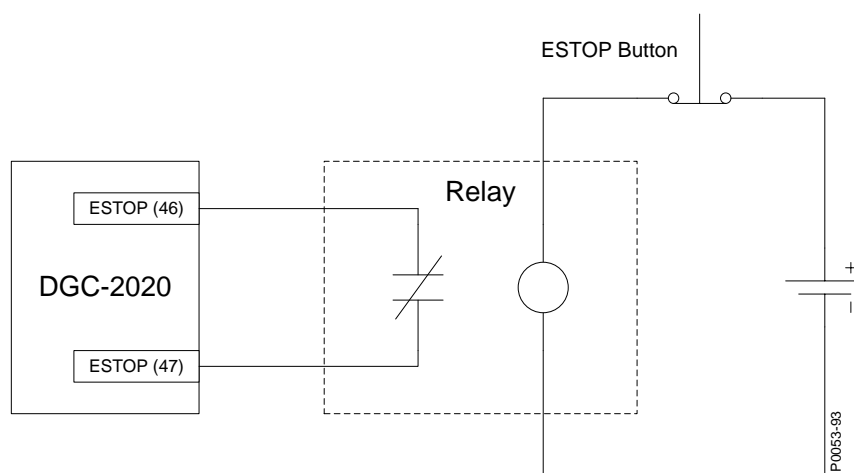 ESTOP Button
Relay
ESTOP (46)
DGC-2020
ESTOP (47)
+
−
P0053-93